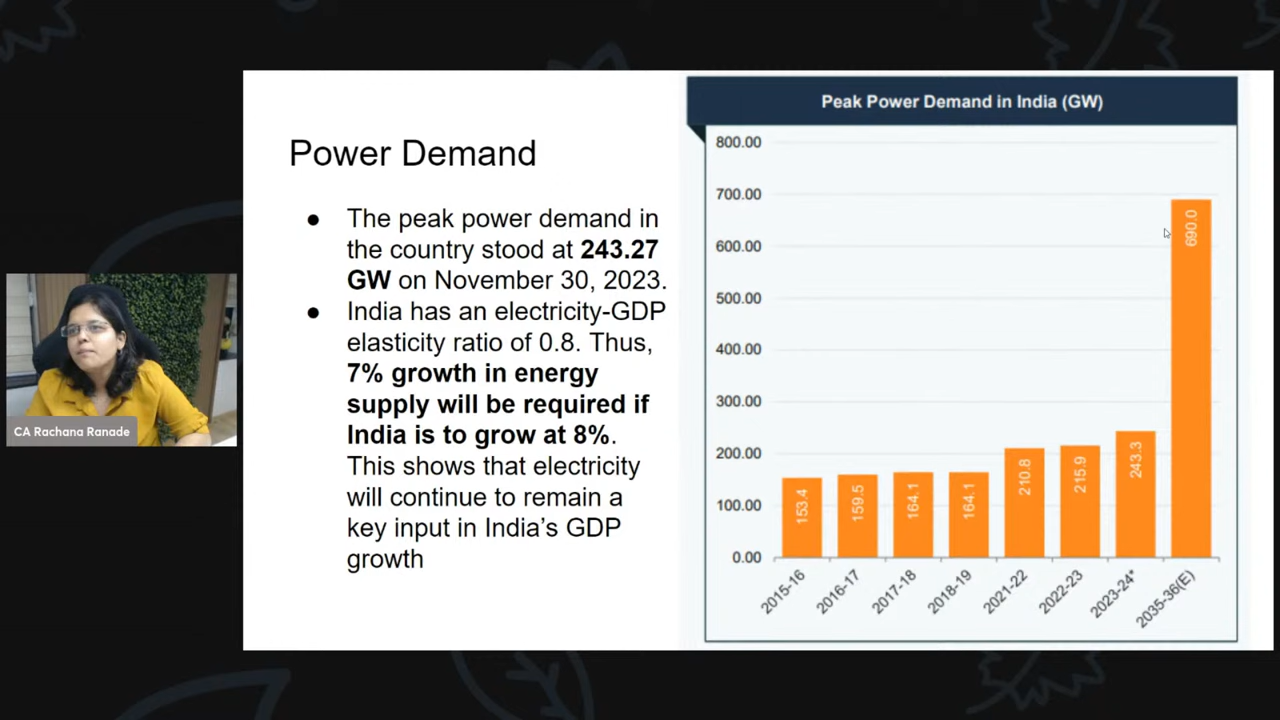 Power Demand
● The peak power demand in
the country stood at 243.27
GW on November 30, 2023.
● India has an electricity-GDP
elasticity ratio of 0.8. Thus,
7% growth in energy
supply will be required if
India is to grow at 8%.
This shows that electricity
will continue to remain a
key input in India’s GDP
growth
Peak Power Demand in India (GW)
800.00
700.00
600.00
500.00
400.00
300.00
200.00
100.00
0.00
153.4
159.5
164.1
164.1
210.8
215.9
243.3
690.0
2015-16
2016-17
2017-18
2018-19
2021-22
2022-23
2023-24*
2035-36(E)
CA Rachana Ranade